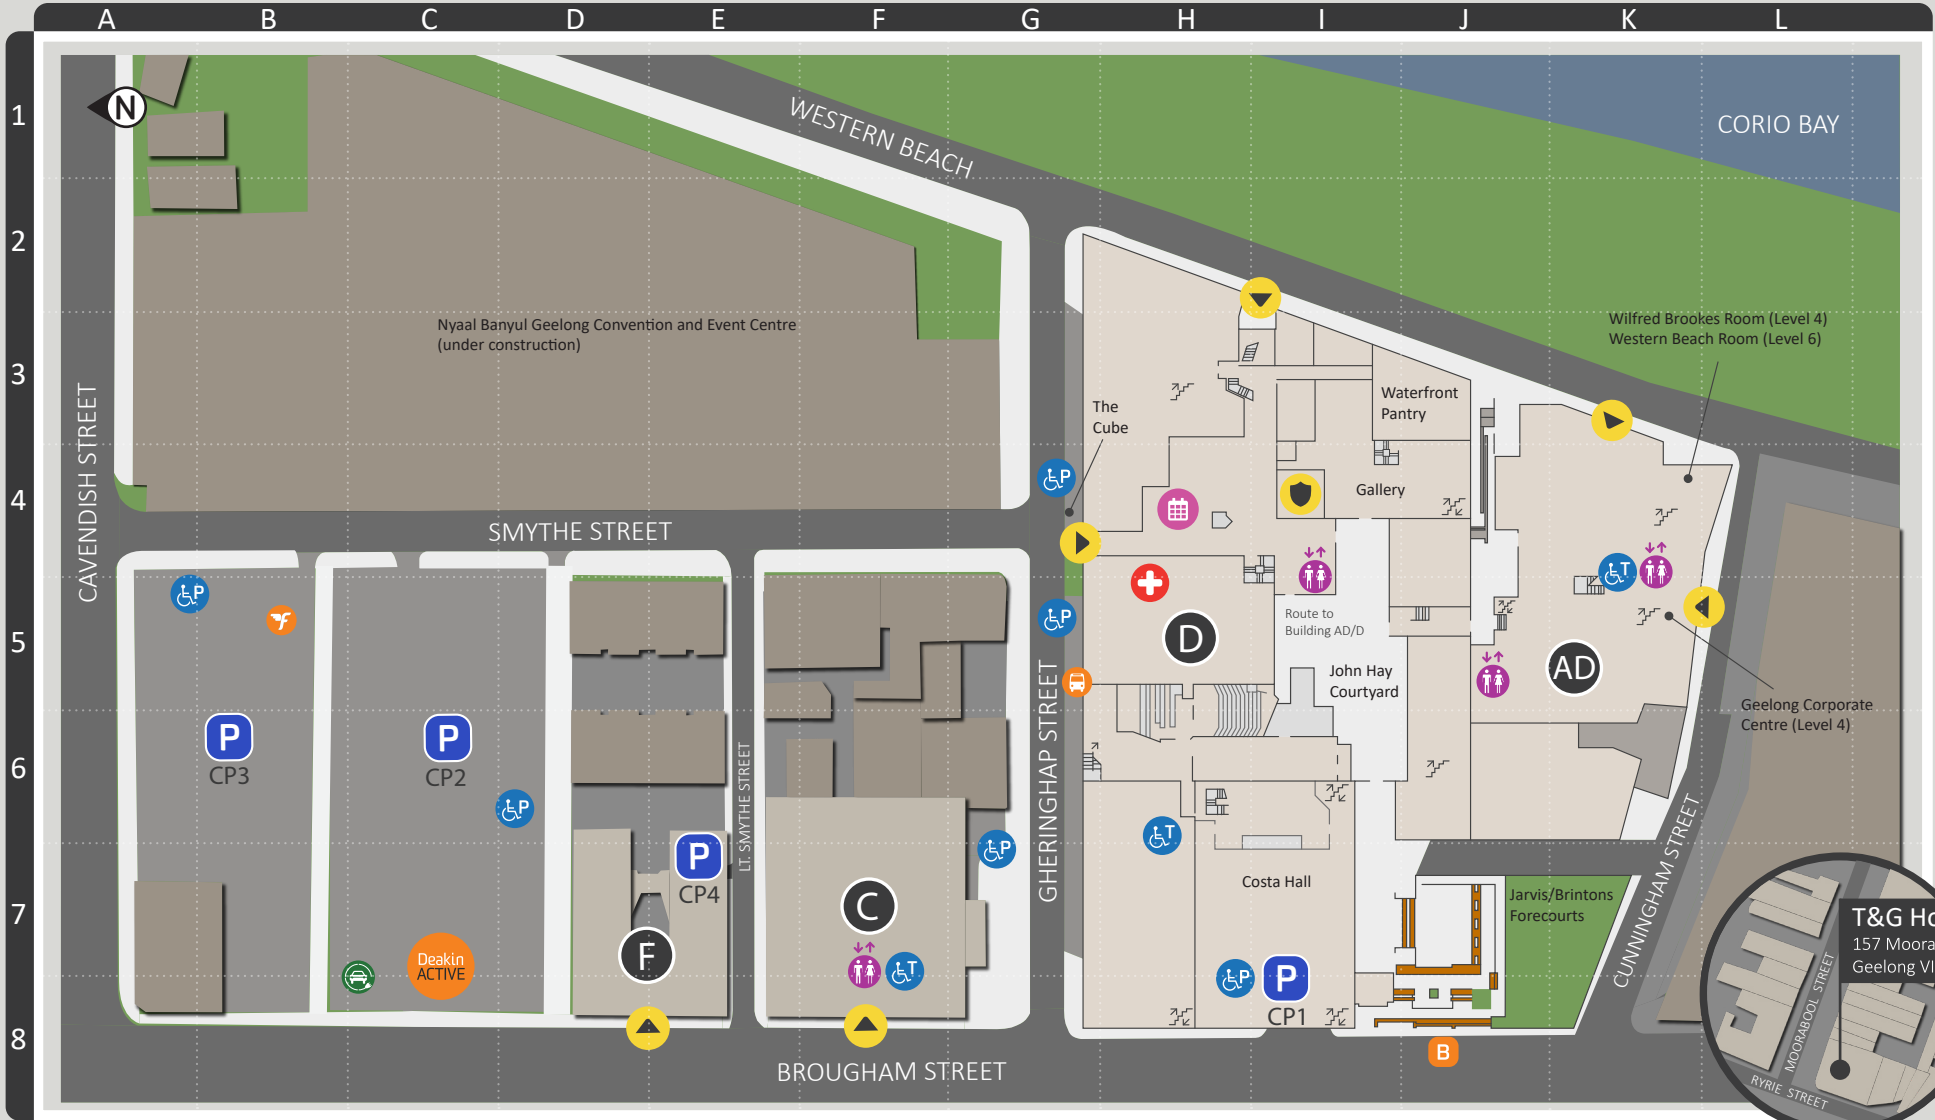 A B C D E F G H I J K L
1
2
3
4
5
6
7
8
N
WESTERN BEACH
CORIO BAY
Nyaal Banyul Geelong Convention and Event Centre
(under construction)
Wilfred Brookes Room (Level 4)
Western Beach Room (Level 6)
Waterfront
Pantry
The
Cube
CAVENDISH STREET
SMYTHE STREET
Gallery
P
P
T
P
D
Route to
Building AD/D
John Hay
Courtyard
AD
Geelong Corporate
Centre (Level 4)
GHERINGHAP STREET
P
CP3
P
CP2
P
LT. SMYTHE STREET
P
CP4
P
T
Costa Hall
C
F
Deakin
ACTIVE
T
P
P
CP1
Jarvis/Brintons
Forecourts
CUNNINGHAM STREET
B
BROUGHAM STREET
T&G Ho
157 Moora
Geelong VI
MOORABOOL STREET
RYRIE STREET